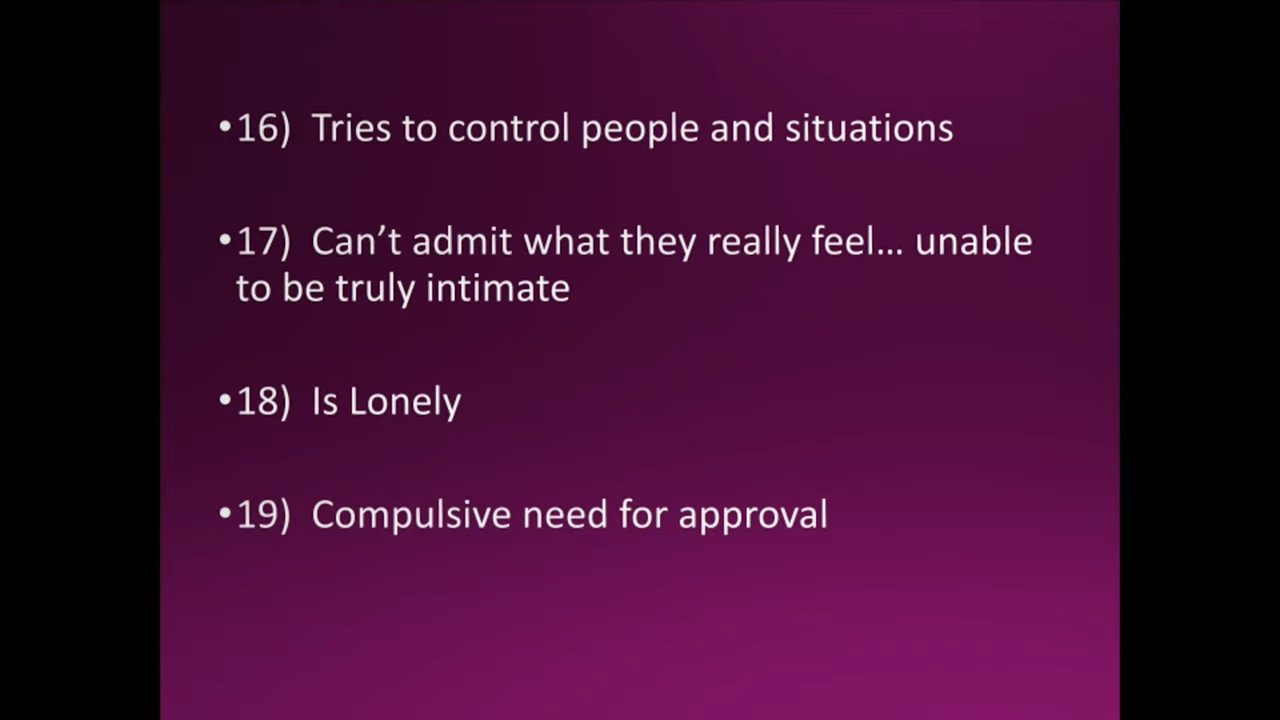 •16)  Tries to control people and situations
•17)  Can’t admit what they really feel... unable
to be truly intimate
•18)  Is Lonely
•19)  Compulsive need for approval